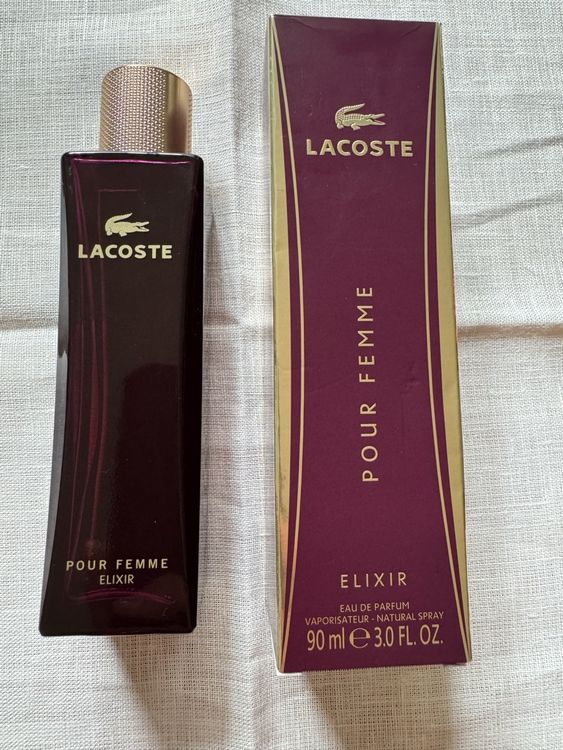 LACOSTE
POUR FEMME
ELIXIR
LACOSTE
POUR FEMME
ELIXIR
EAU DE PARFUM
VAPORISATEUR - NATURAL SPRAY
90 ml ℮ 3.0 FL. OZ.